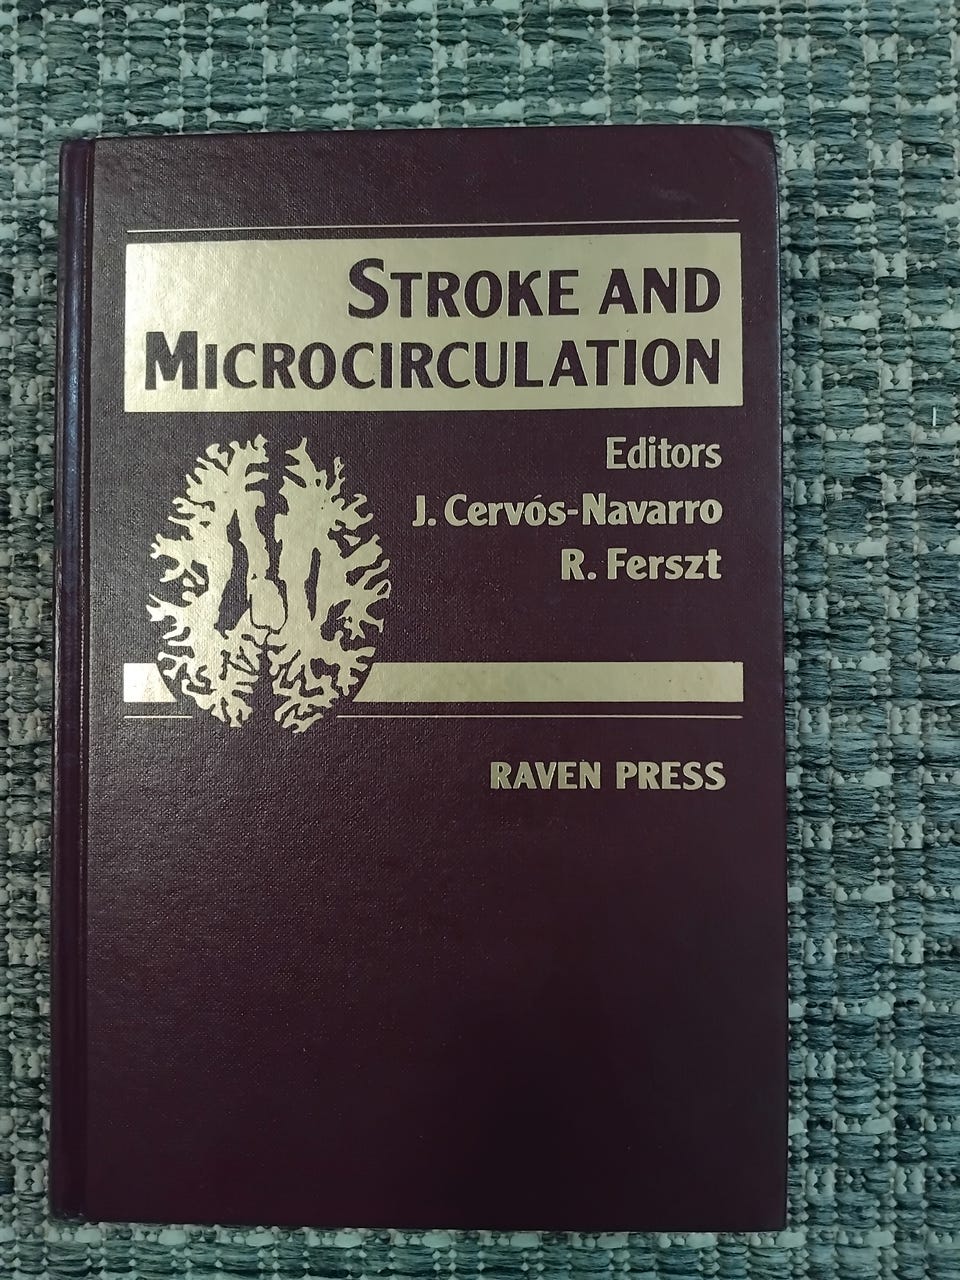 STROKE AND
MICROCIRCULATION
Editors
J. Cervós-Navarro
R. Ferszt
RAVEN PRESS